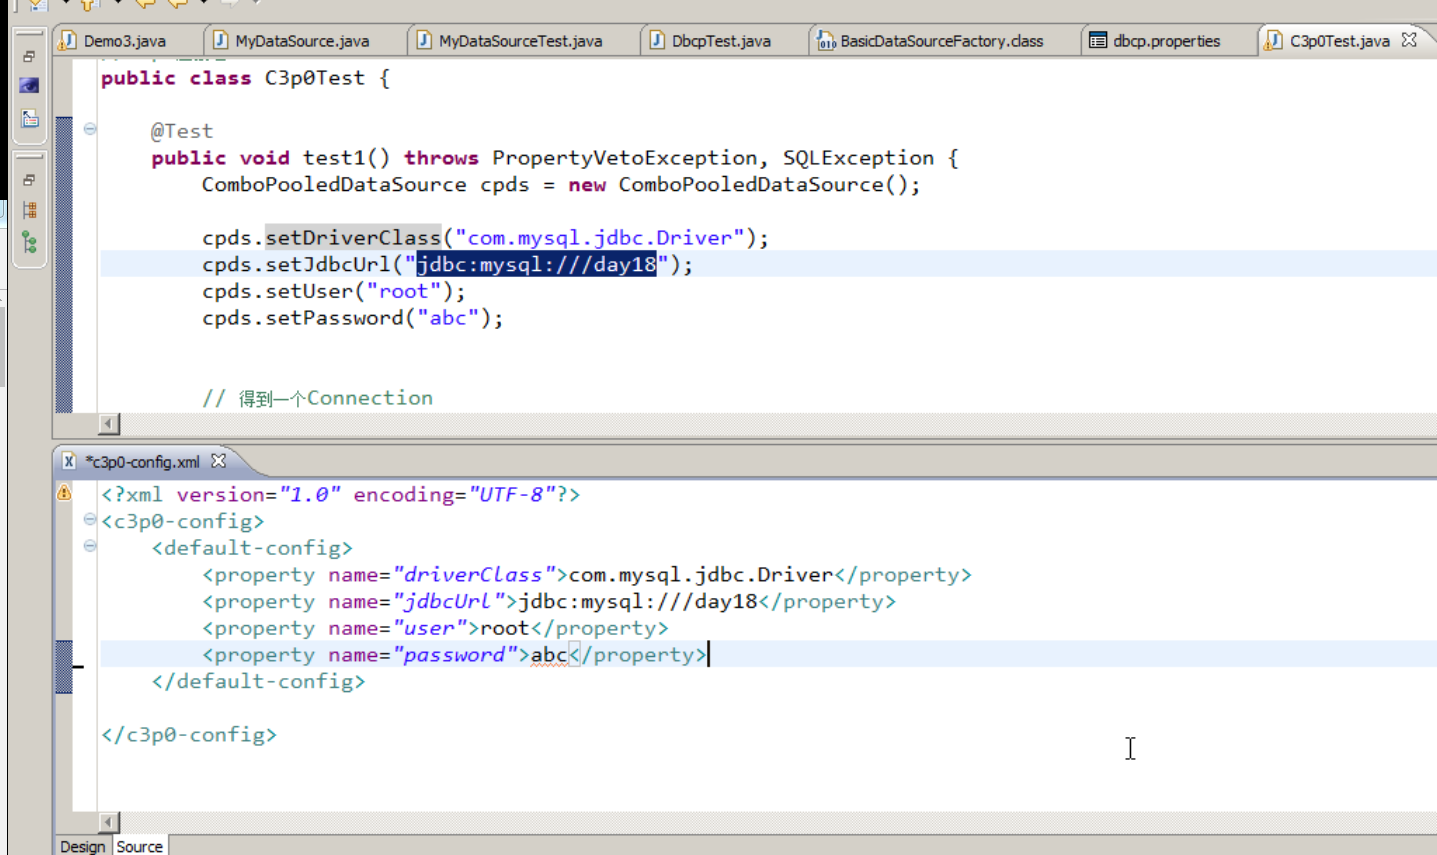 Demo3.java
MyDataSource.java
MyDataSourceTest.java
DbcpTest.java
BasicDataSourceFactory.class
dbcp.properties
C3p0Test.java
public class C3p0Test {
@Test
public void test1() throws PropertyVetoException, SQLException {
ComboPooledDataSource cpds = new ComboPooledDataSource();
cpds.setDriverClass("com.mysql.jdbc.Driver");
cpds.setJdbcUrl("jdbc:mysql:///day18");
cpds.setUser("root");
cpds.setPassword("abc");
// 得到一个Connection
*c3p0-config.xml
<?xml version="1.0" encoding="UTF-8"?>
<c3p0-config>
<default-config>
<property name="driverClass">com.mysql.jdbc.Driver</property>
<property name="jdbcUrl">jdbc:mysql:///day18</property>
<property name="user">root</property>
<property name="password">abc</property>
</default-config>
</c3p0-config>
Design
Source